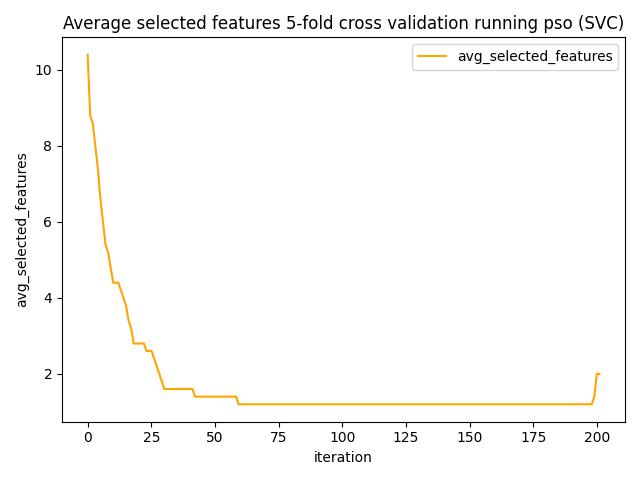 Average selected features 5-fold cross validation running pso (SVC)
avg_selected_features
avg_selected_features
10
8
6
4
2
0 25 50 75 100 125 150 175 200
iteration